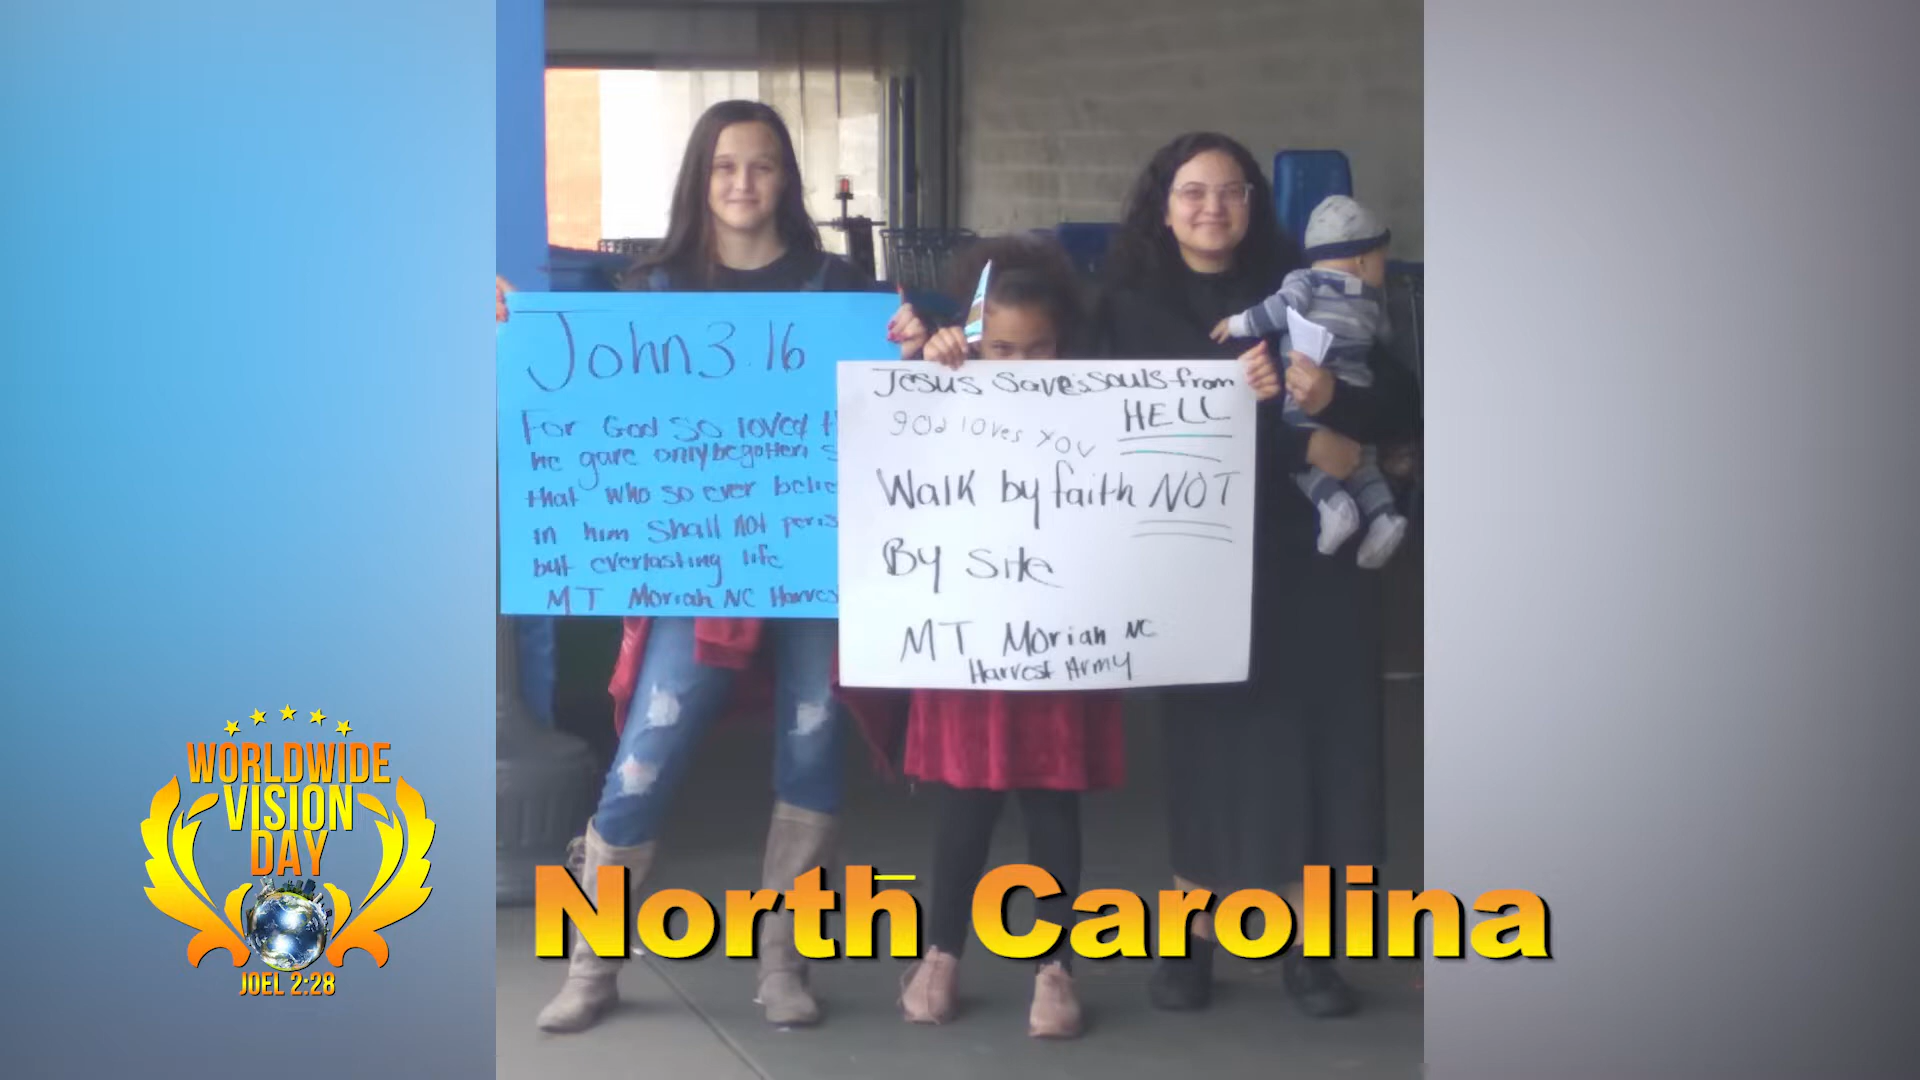 John 3:16
For God so loved
he gave only begotten
that who so ever
in him shall not
but everlasting life
MT Moriah NC
Jesus Saves Souls from
HELL
god loves you
Walk by faith NOT
By Site
MT Moriah NC
Harvest Army
WORLDWIDE
VISION
DAY
JOEL 2:28
North Carolina